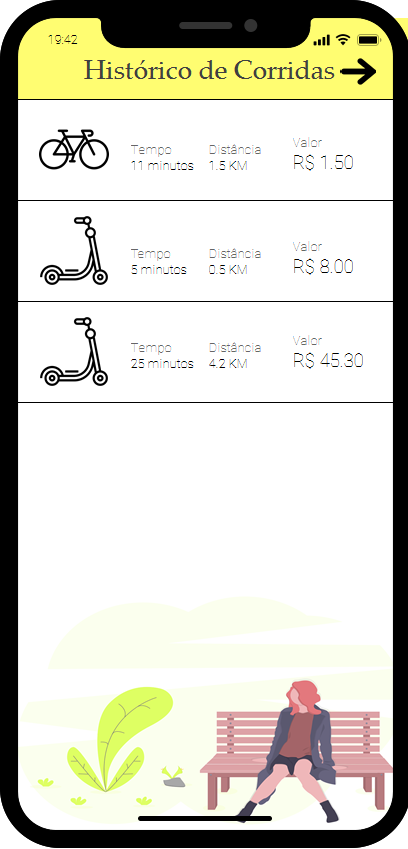 19:42
Histórico de Corridas
Tempo Distância Valor
11 minutos 1.5 KM R$ 1.50
Tempo Distância Valor
5 minutos 0.5 KM R$ 8.00
Tempo Distância Valor
25 minutos 4.2 KM R$ 45.30